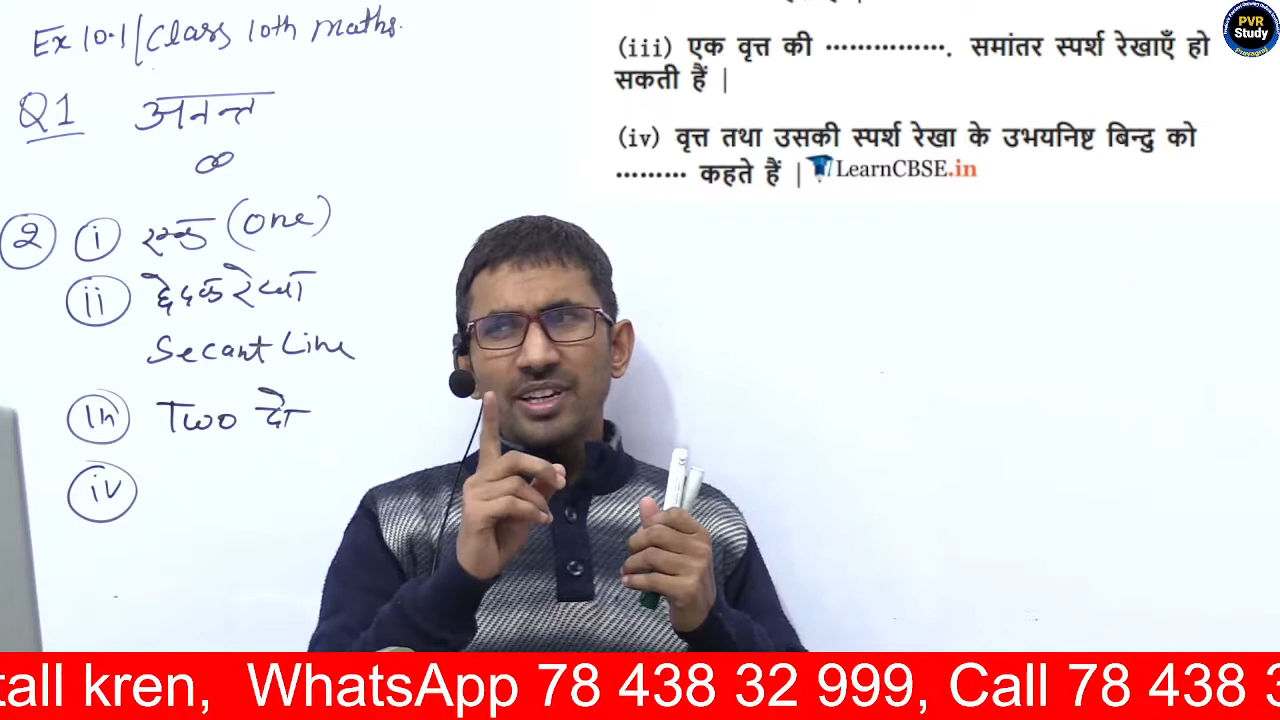 Ex 10.1 / Class 10th Maths.
Q1 अनन्त
∞
2 i एक (one)
ii छेदक रेखा
Secant Line
iii Two दो
iv
(iii) एक वृत्त की ................ समांतर स्पर्श रेखाएँ हो
सकती हैं |
(iv) वृत्त तथा उसकी स्पर्श रेखा के उभयनिष्ट बिन्दु को
......... कहते हैं | LearnCBSE.in
PVR
Study
Prayagraj
tall kren, WhatsApp 78 438 32 999, Call 78 438 3